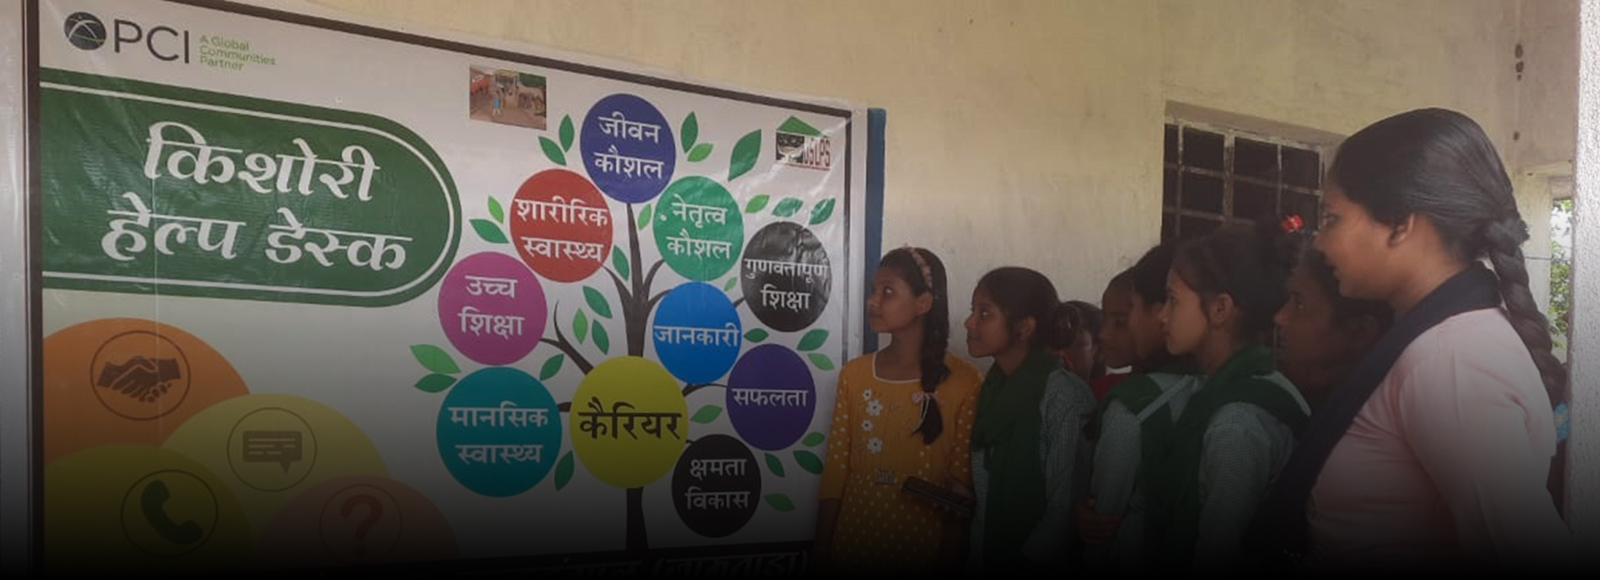 PCI
A Global
Communities
Partner
किशोरी
हेल्प डेस्क
जीवन
कौशल
शारीरिक
स्वास्थ्य
नेतृत्व
कौशल
गुणवत्तापूर्ण
शिक्षा
उच्च
शिक्षा
जानकारी
मानसिक
स्वास्थ्य
कैरियर
सफलता
क्षमता
विकास